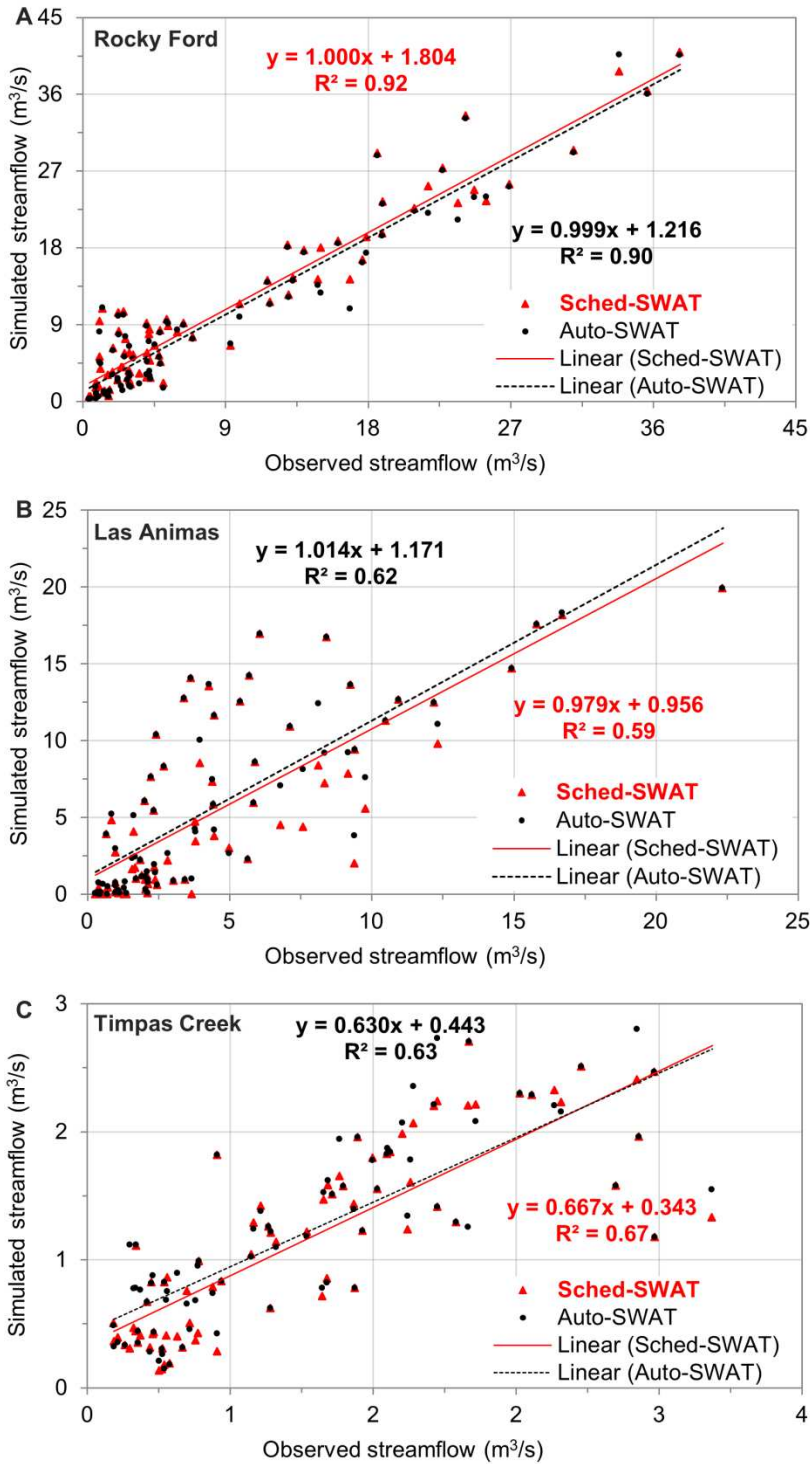 A
Rocky Ford
y = 1.000x + 1.804
R² = 0.92
y = 0.999x + 1.216
R² = 0.90
Sched-SWAT
Auto-SWAT
Linear (Sched-SWAT)
Linear (Auto-SWAT)
Simulated streamflow (m³/s)
45
36
27
18
9
0
0 9 18 27 36 45
Observed streamflow (m³/s)
B
Las Animas
y = 1.014x + 1.171
R² = 0.62
y = 0.979x + 0.956
R² = 0.59
Sched-SWAT
Auto-SWAT
Linear (Sched-SWAT)
Linear (Auto-SWAT)
Simulated streamflow (m³/s)
25
20
15
10
5
0
0 5 10 15 20 25
Observed streamflow (m³/s)
C
Timpas Creek
y = 0.630x + 0.443
R² = 0.63
y = 0.667x + 0.343
R² = 0.67
Sched-SWAT
Auto-SWAT
Linear (Sched-SWAT)
Linear (Auto-SWAT)
Simulated streamflow (m³/s)
3
2
2
1
1
0
0 1 1 2 2 3 3 4
Observed streamflow (m³/s)